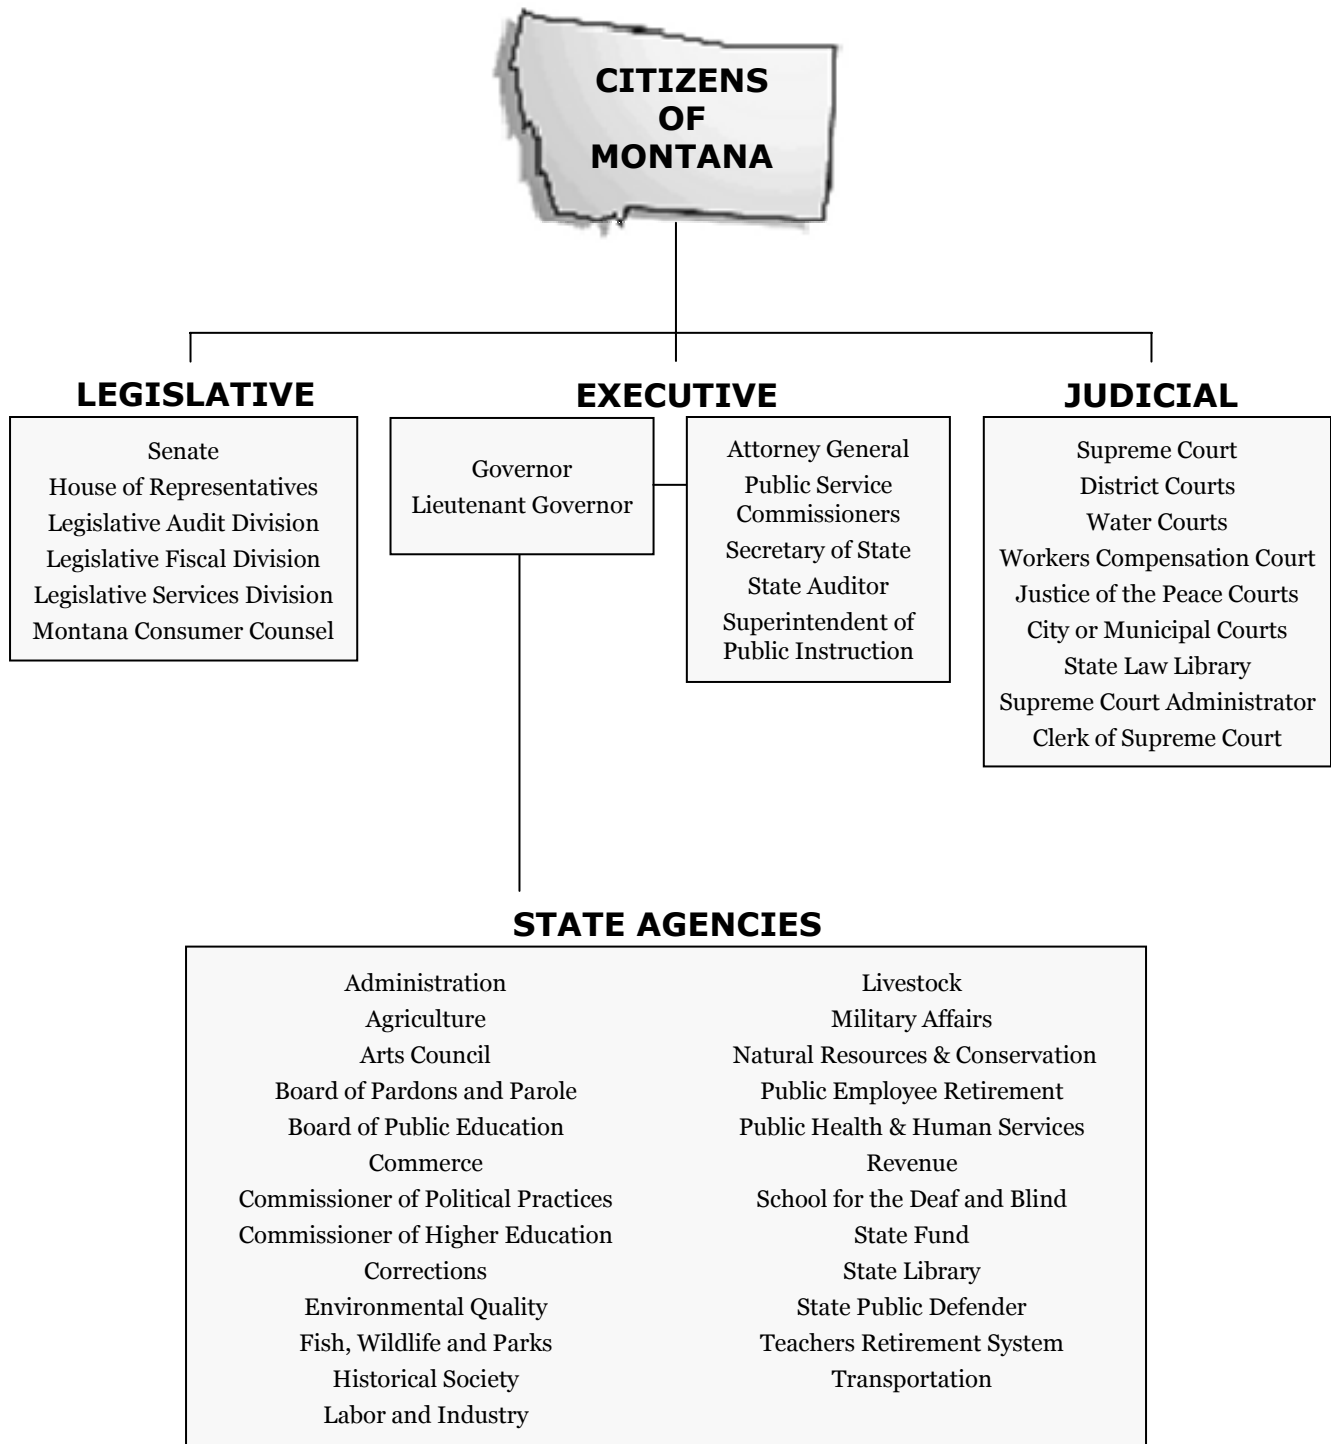 CITIZENS
OF
MONTANA
LEGISLATIVE
Senate
House of Representatives
Legislative Audit Division
Legislative Fiscal Division
Legislative Services Division
Montana Consumer Counsel
EXECUTIVE
Governor
Lieutenant Governor
Attorney General
Public Service
Commissioners
Secretary of State
State Auditor
Superintendent of
Public Instruction
JUDICIAL
Supreme Court
District Courts
Water Courts
Workers Compensation Court
Justice of the Peace Courts
City or Municipal Courts
State Law Library
Supreme Court Administrator
Clerk of Supreme Court
STATE AGENCIES
Administration
Agriculture
Arts Council
Board of Pardons and Parole
Board of Public Education
Commerce
Commissioner of Political Practices
Commissioner of Higher Education
Corrections
Environmental Quality
Fish, Wildlife and Parks
Historical Society
Labor and Industry
Livestock
Military Affairs
Natural Resources & Conservation
Public Employee Retirement
Public Health & Human Services
Revenue
School for the Deaf and Blind
State Fund
State Library
State Public Defender
Teachers Retirement System
Transportation